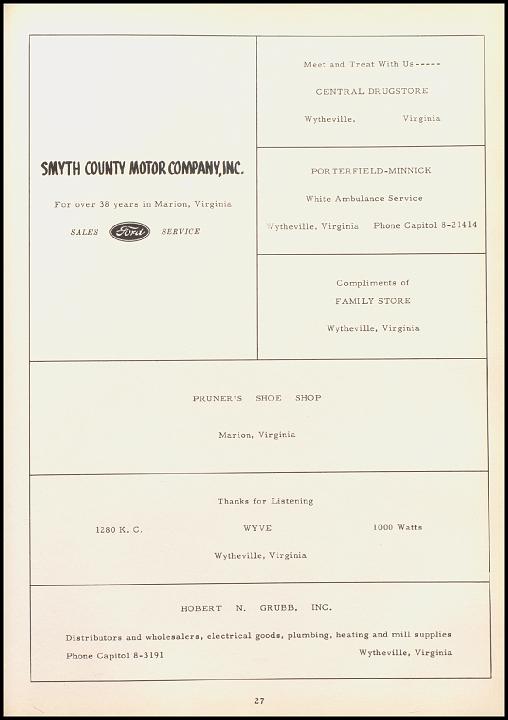 SMYTH COUNTY MOTOR COMPANY, INC.
For over 38 years in Marion, Virginia
SALES Ford SERVICE
Meet and Treat With Us-----
CENTRAL DRUGSTORE
Wytheville, Virginia
PORTERFIELD-MINNICK
White Ambulance Service
Wytheville, Virginia Phone Capitol 8-21414
Compliments of
FAMILY STORE
Wytheville, Virginia
PRUNER'S SHOE SHOP
Marion, Virginia
Thanks for Listening
1280 K. C. WYVE 1000 Watts
Wytheville, Virginia
HOBERT N. GRUBB, INC.
Distributors and wholesalers, electrical goods, plumbing, heating and mill supplies
Phone Capitol 8-3191 Wytheville, Virginia
27